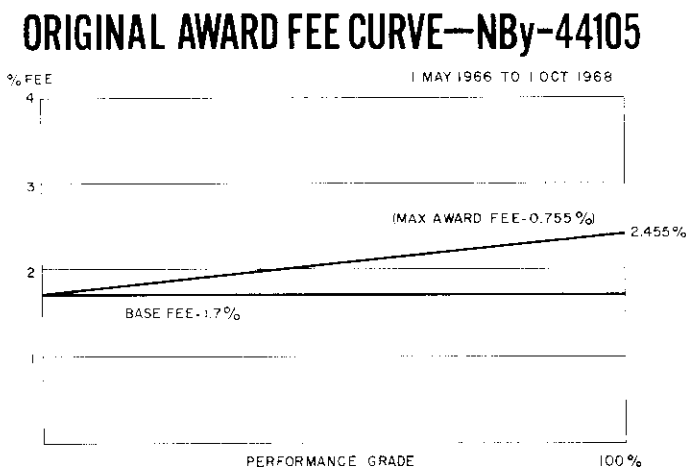 ORIGINAL AWARD FEE CURVE—NBy-44105
% FEE
1 MAY 1966 TO 1 OCT 1968
4
3
(MAX AWARD FEE-0.755%)
2.455%
2
BASE FEE-1.7%
1
PERFORMANCE GRADE
100%